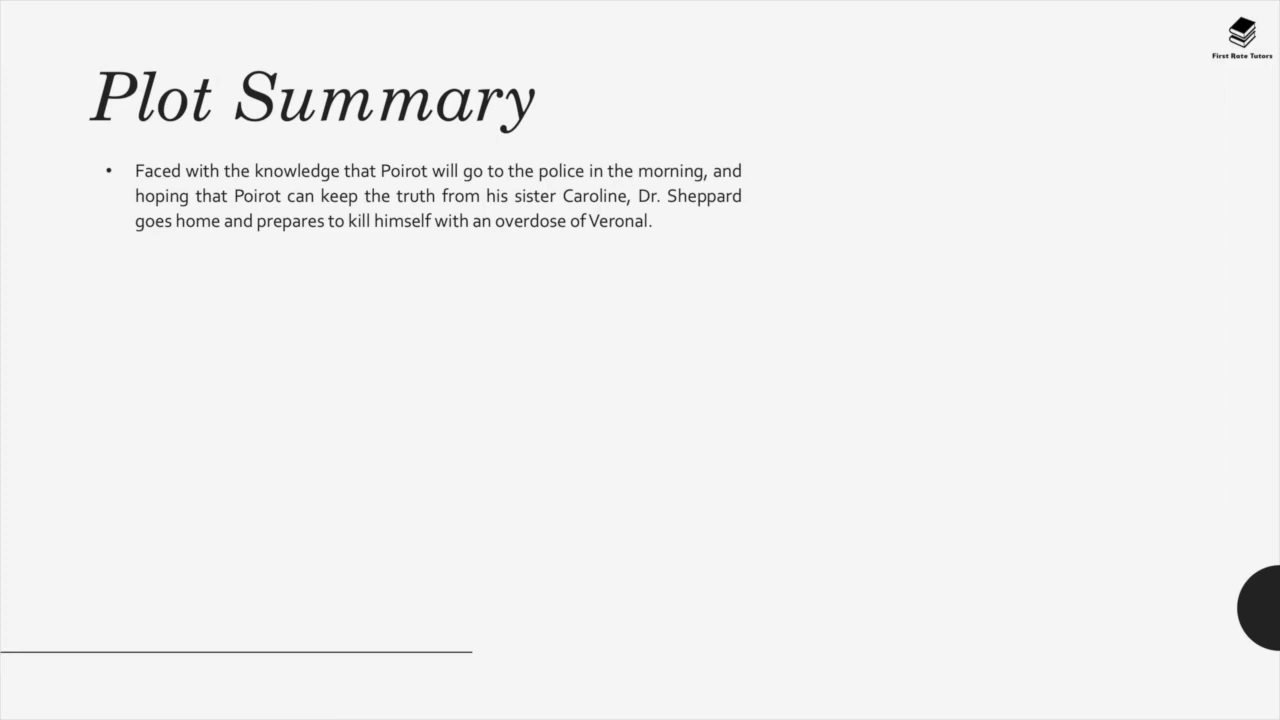 First Rate Tutors
Plot Summary
• Faced with the knowledge that Poirot will go to the police in the morning, and
hoping that Poirot can keep the truth from his sister Caroline, Dr. Sheppard
goes home and prepares to kill himself with an overdose of Veronal.